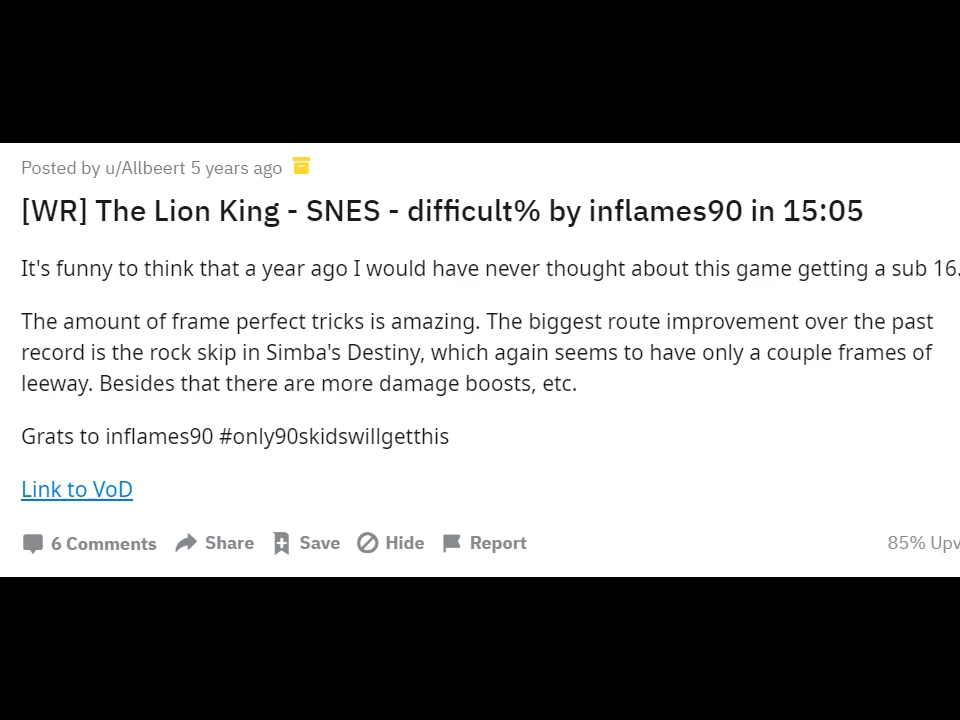 Posted by u/Allbeert 5 years ago
[WR] The Lion King - SNES - difficult% by inflames90 in 15:05
It's funny to think that a year ago I would have never thought about this game getting a sub 16.
The amount of frame perfect tricks is amazing. The biggest route improvement over the past
record is the rock skip in Simba's Destiny, which again seems to have only a couple frames of
leeway. Besides that there are more damage boosts, etc.
Grats to inflames90 #only90skidswillgetthis
Link to VoD
6 Comments Share Save Hide Report 85% Upv